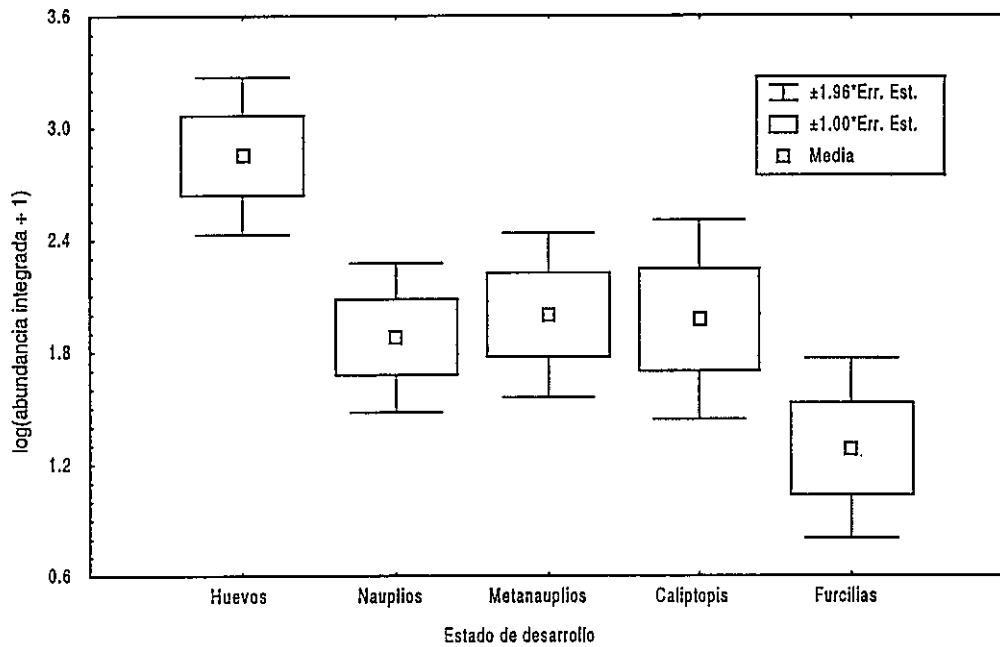 3.6
3.0
2.4
1.8
1.2
0.6
log(abundancia integrada + 1)
±1.96*Err. Est.
±1.00*Err. Est.
Media
Huevos Nauplios Metanauplios Caliptopis Furcilias
Estado de desarrollo